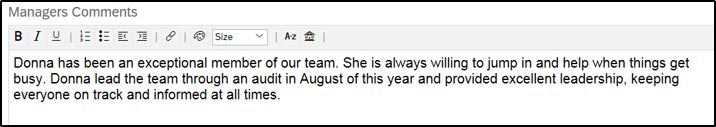 Managers Comments
B I U Size A-z
Donna has been an exceptional member of our team. She is always willing to jump in and help when things get
busy. Donna lead the team through an audit in August of this year and provided excellent leadership, keeping
everyone on track and informed at all times.